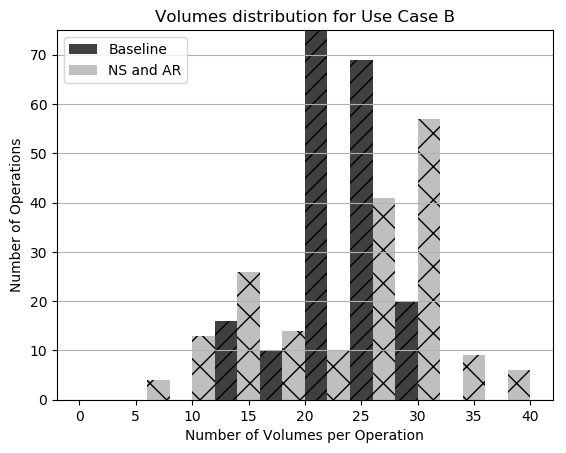 Volumes distribution for Use Case B
Baseline
NS and AR
Number of Operations
70
60
50
40
30
20
10
0
0 5 10 15 20 25 30 35 40
Number of Volumes per Operation